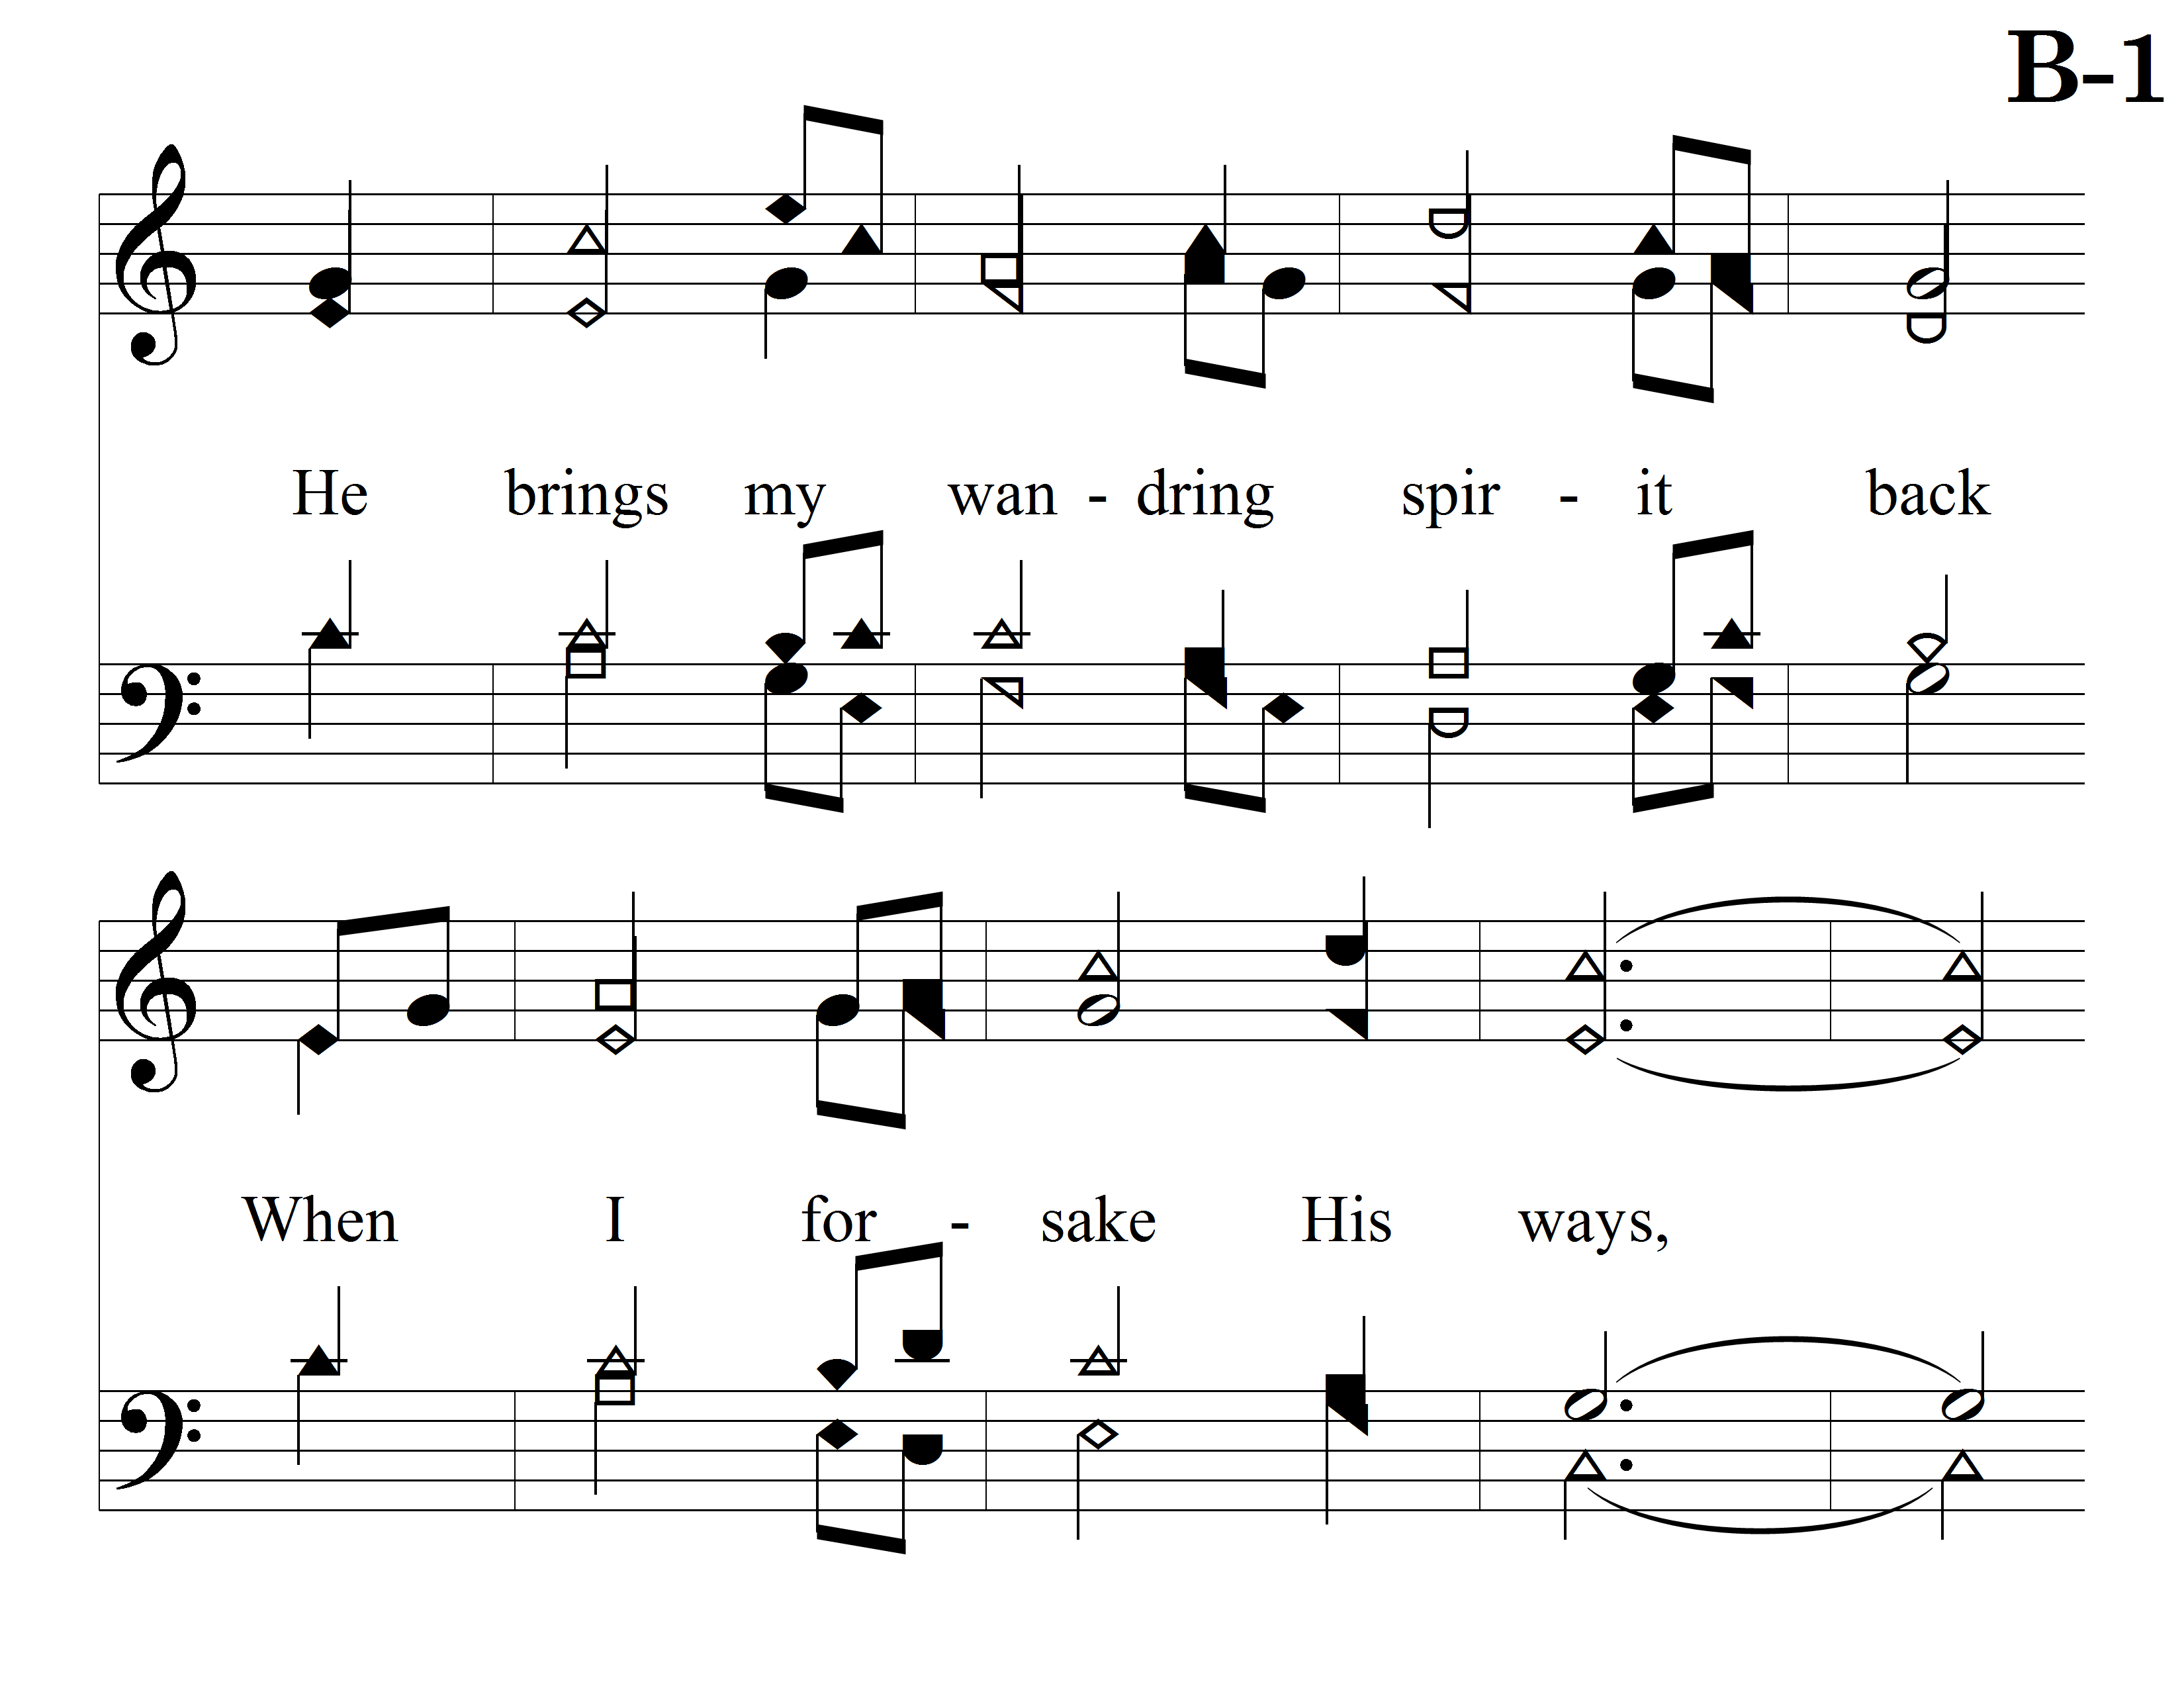 B-1
He brings my wan - dring spir - it back
When I for - sake His ways,